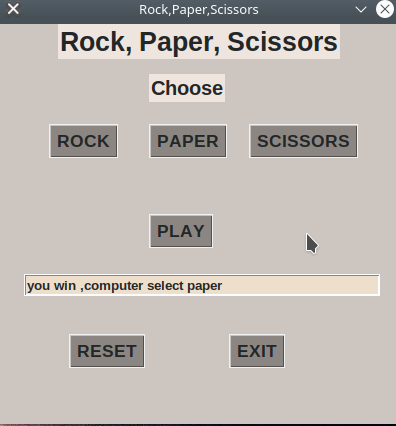 Rock,Paper,Scissors
Rock, Paper, Scissors
Choose
ROCK PAPER SCISSORS
PLAY
you win ,computer select paper
RESET EXIT